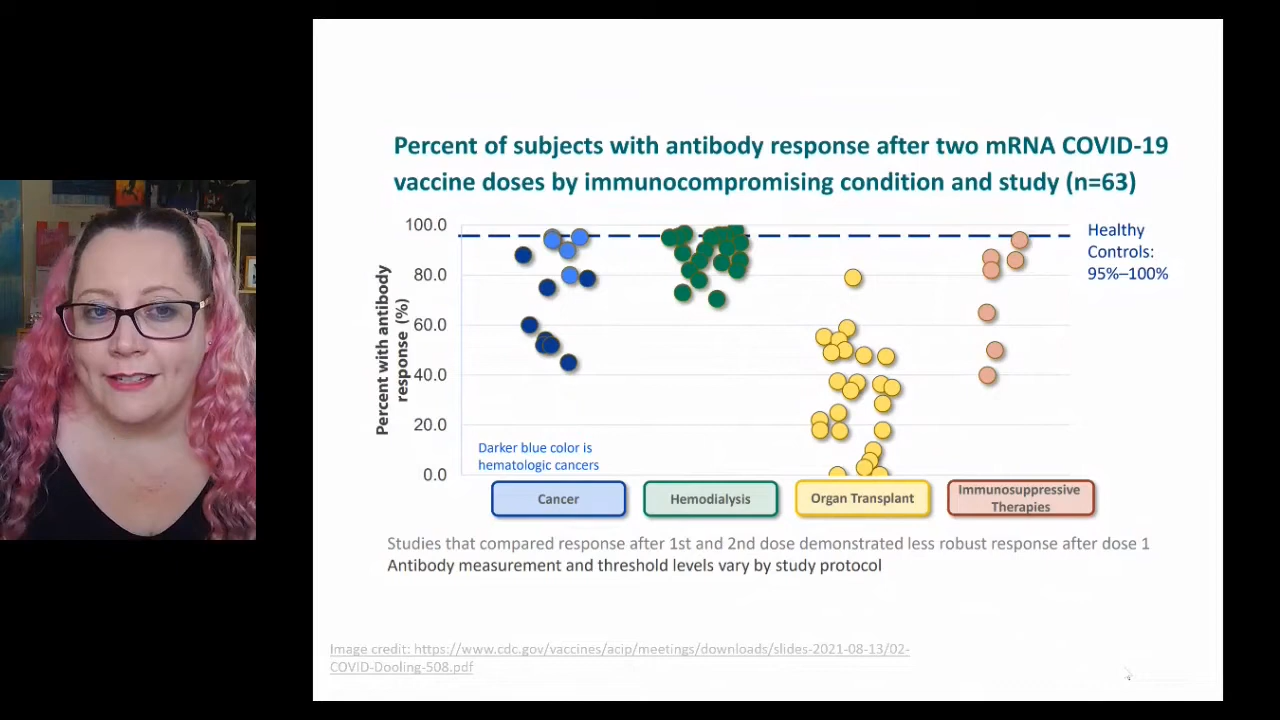 Percent of subjects with antibody response after two mRNA COVID-19
vaccine doses by immunocompromising condition and study (n=63)
Percent with antibody
response (%)
100.0
80.0
60.0
40.0
20.0
0.0
Healthy
Controls:
95%–100%
Darker blue color is
hematologic cancers
Cancer
Hemodialysis
Organ Transplant
Immunosuppressive
Therapies
Studies that compared response after 1st and 2nd dose demonstrated less robust response after dose 1
Antibody measurement and threshold levels vary by study protocol
Image credit: https://www.cdc.gov/vaccines/acip/meetings/downloads/slides-2021-08-13/02-
COVID-Dooling-508.pdf